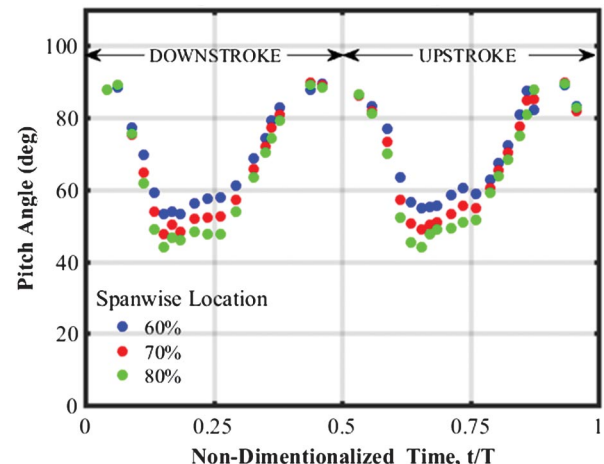 100
DOWNSTROKE UPSTROKE
80
60
40
20
0
Pitch Angle (deg)
Spanwise Location
60%
70%
80%
0 0.25 0.5 0.75 1
Non-Dimentionalized Time, t/T